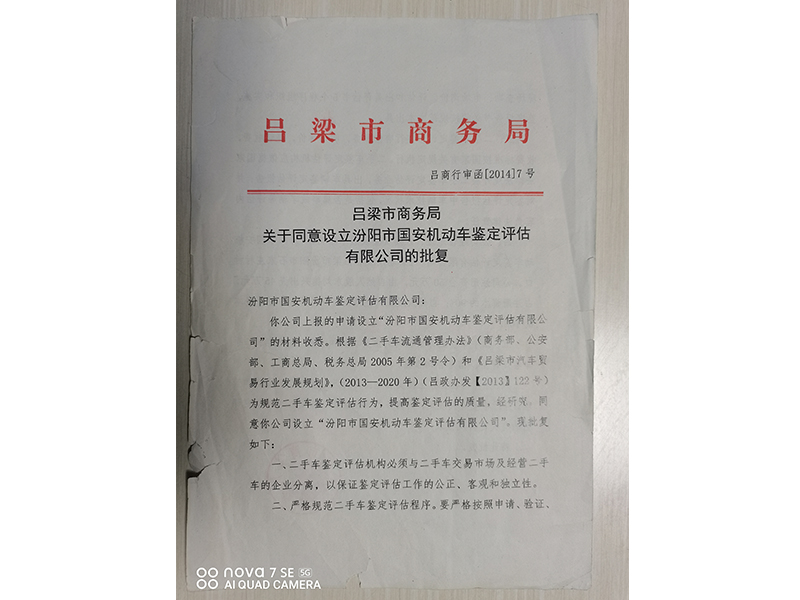 吕梁市商务局
吕商行审函[2014]7号
吕梁市商务局
关于同意设立汾阳市国安机动车鉴定评估
有限公司的批复
汾阳市国安机动车鉴定评估有限公司：
你公司上报的申请设立“汾阳市国安机动车鉴定评估有限公
司”的材料收悉。根据《二手车流通管理办法》（商务部、公安
部、工商总局、税务总局2005年第2号令）和《吕梁市汽车贸
易行业发展规划》，（2013—2020年）（吕政办发【2013】122号）
为规范二手车鉴定评估行为，提高鉴定评估的质量，经研究，同
意你公司设立“汾阳市国安机动车鉴定评估有限公司”。现批复
如下：
一、二手车鉴定评估机构必须与二手车交易市场及经营二手
车的企业分离，以保证鉴定评估工作的公正、客观和独立性。
二、严格规范二手车鉴定评估程序。要严格按照申请、验证、
nova 7 SE 5G
AI QUAD CAMERA